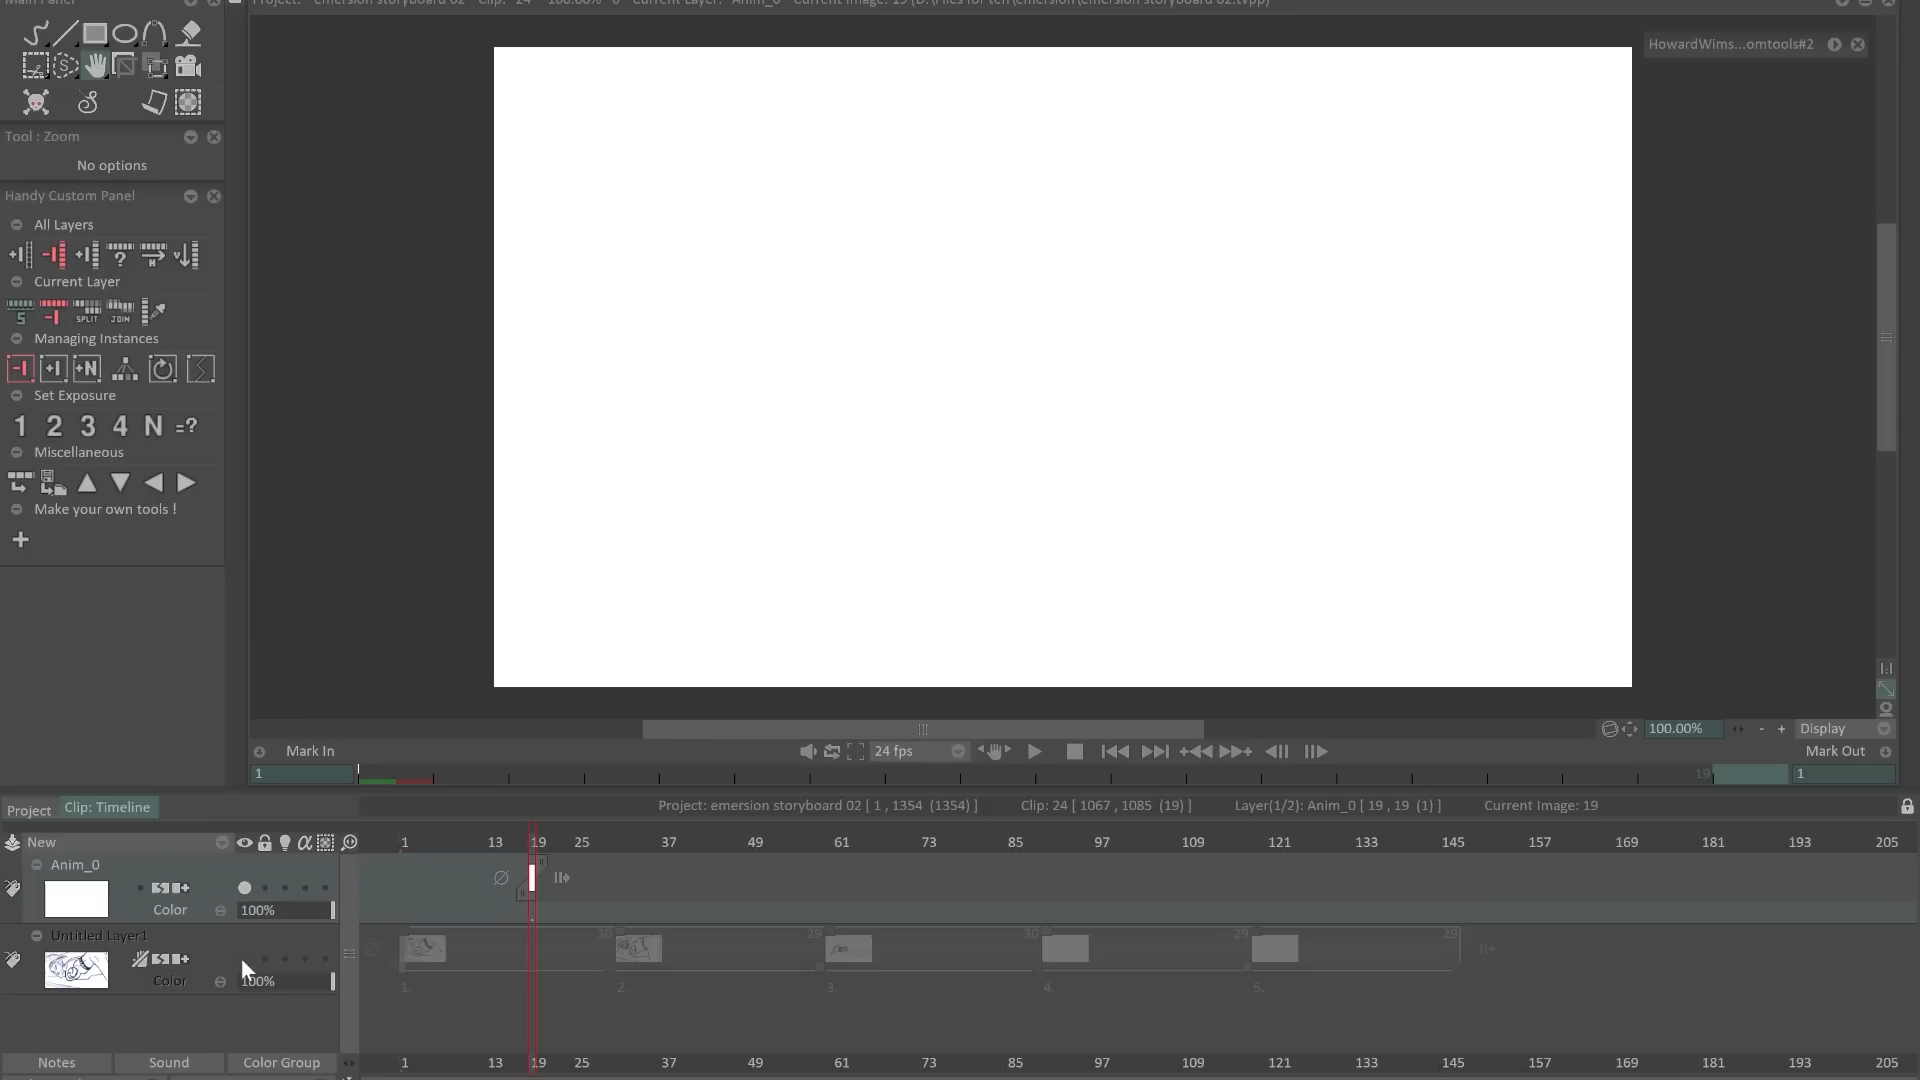 Main Panel
Project: emersion storyboard 02 Clip: 24 100.00% Current Layer: Anim_0 Current Image: 19 (D:\Files for ten\emersion\emersion storyboard 02.tvpp)
HowardWims...omtools#2
Tool : Zoom
No options
Handy Custom Panel
All Layers
?
H
V
Current Layer
S
SPLIT
JOIN
Managing Instances
-I +I +N
Set Exposure
1 2 3 4 N =?
Miscellaneous
Make your own tools !
100.00% - + Display
Mark In
24 fps
Mark Out
1
19
1
Project
Clip: Timeline
Project: emersion storyboard 02 [ 1 , 1354 (1354) ]
Clip: 24 [ 1067 , 1085 (19) ]
Layer(1/2): Anim_0 [ 19 , 19 (1) ]
Current Image: 19
New
1 13 19 25 37 49 61 73 85 97 109 121 133 145 157 169 181 193 205
Anim_0
Color
100%
Untitled Layer1
30 29 30 29 29
Color
100%
1. 2. 3. 4. 5.
Notes
Sound
Color Group
1 13 19 25 37 49 61 73 85 97 109 121 133 145 157 169 181 193 205